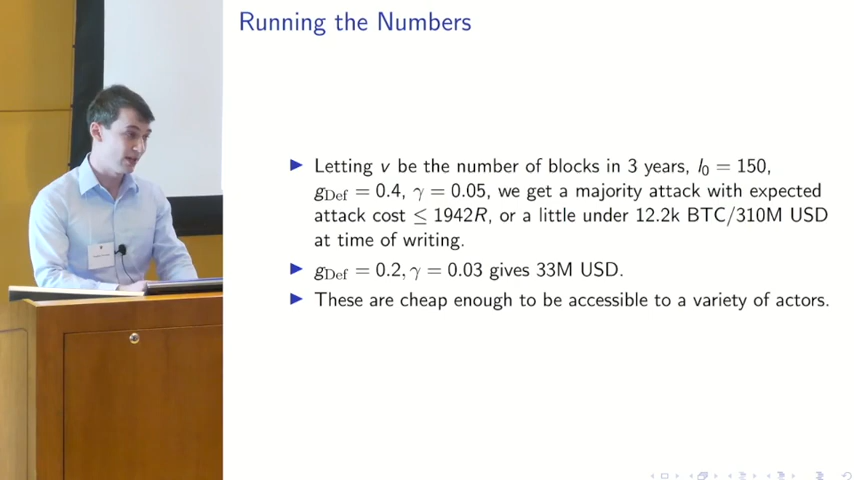 Running the Numbers
▶ Letting v be the number of blocks in 3 years, l₀ = 150,
g_Def = 0.4, γ = 0.05, we get a majority attack with expected
attack cost ≤ 1942R, or a little under 12.2k BTC/310M USD
at time of writing.
▶ g_Def = 0.2, γ = 0.03 gives 33M USD.
▶ These are cheap enough to be accessible to a variety of actors.